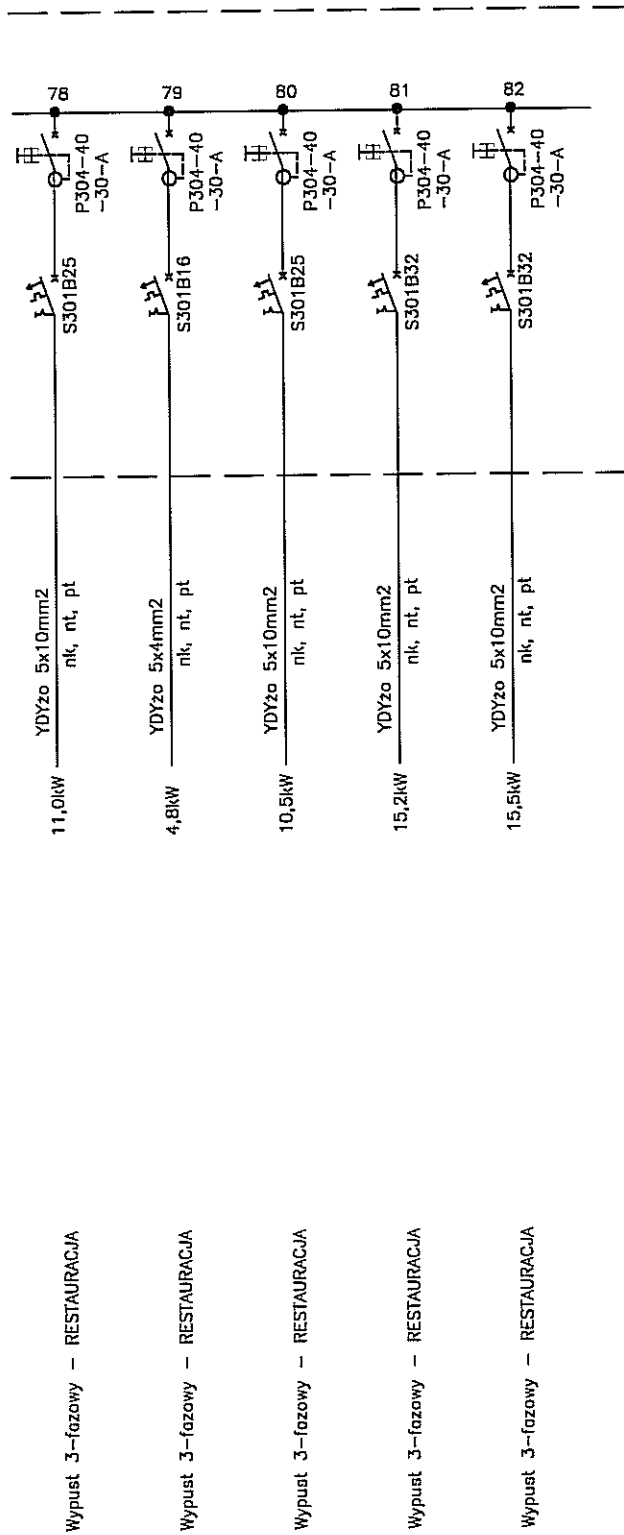 78
P304-40
-30-A
S301B25
YDYżo 5x10mm2
nk, nt, pt
11,0kW
Wypust 3-fazowy - RESTAURACJA
79
P304-40
-30-A
S301B16
YDYżo 5x4mm2
nk, nt, pt
4,8kW
Wypust 3-fazowy - RESTAURACJA
80
P304-40
-30-A
S301B25
YDYżo 5x10mm2
nk, nt, pt
10,5kW
Wypust 3-fazowy - RESTAURACJA
81
P304-40
-30-A
S301B32
YDYżo 5x10mm2
nk, nt, pt
15,2kW
Wypust 3-fazowy - RESTAURACJA
82
P304-40
-30-A
S301B32
YDYżo 5x10mm2
nk, nt, pt
15,5kW
Wypust 3-fazowy - RESTAURACJA